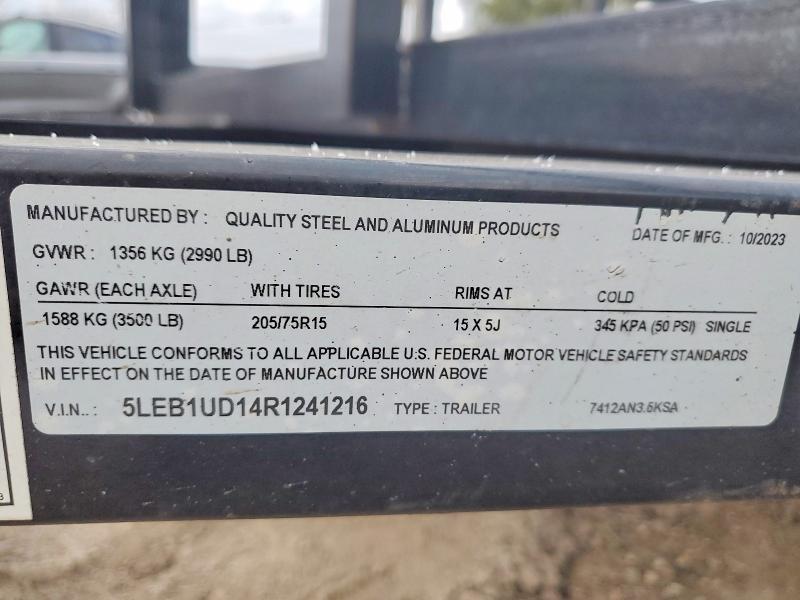 MANUFACTURED BY : QUALITY STEEL AND ALUMINUM PRODUCTS
DATE OF MFG. : 10/2023
GVWR : 1356 KG (2990 LB)
GAWR (EACH AXLE) WITH TIRES RIMS AT COLD
1588 KG (3500 LB) 205/75R15 15 X 5J 345 KPA (50 PSI) SINGLE
THIS VEHICLE CONFORMS TO ALL APPLICABLE U.S. FEDERAL MOTOR VEHICLE SAFETY STANDARDS
IN EFFECT ON THE DATE OF MANUFACTURE SHOWN ABOVE
V.I.N.. : 5LEB1UD14R1241216 TYPE : TRAILER 7412AN3.5KSA